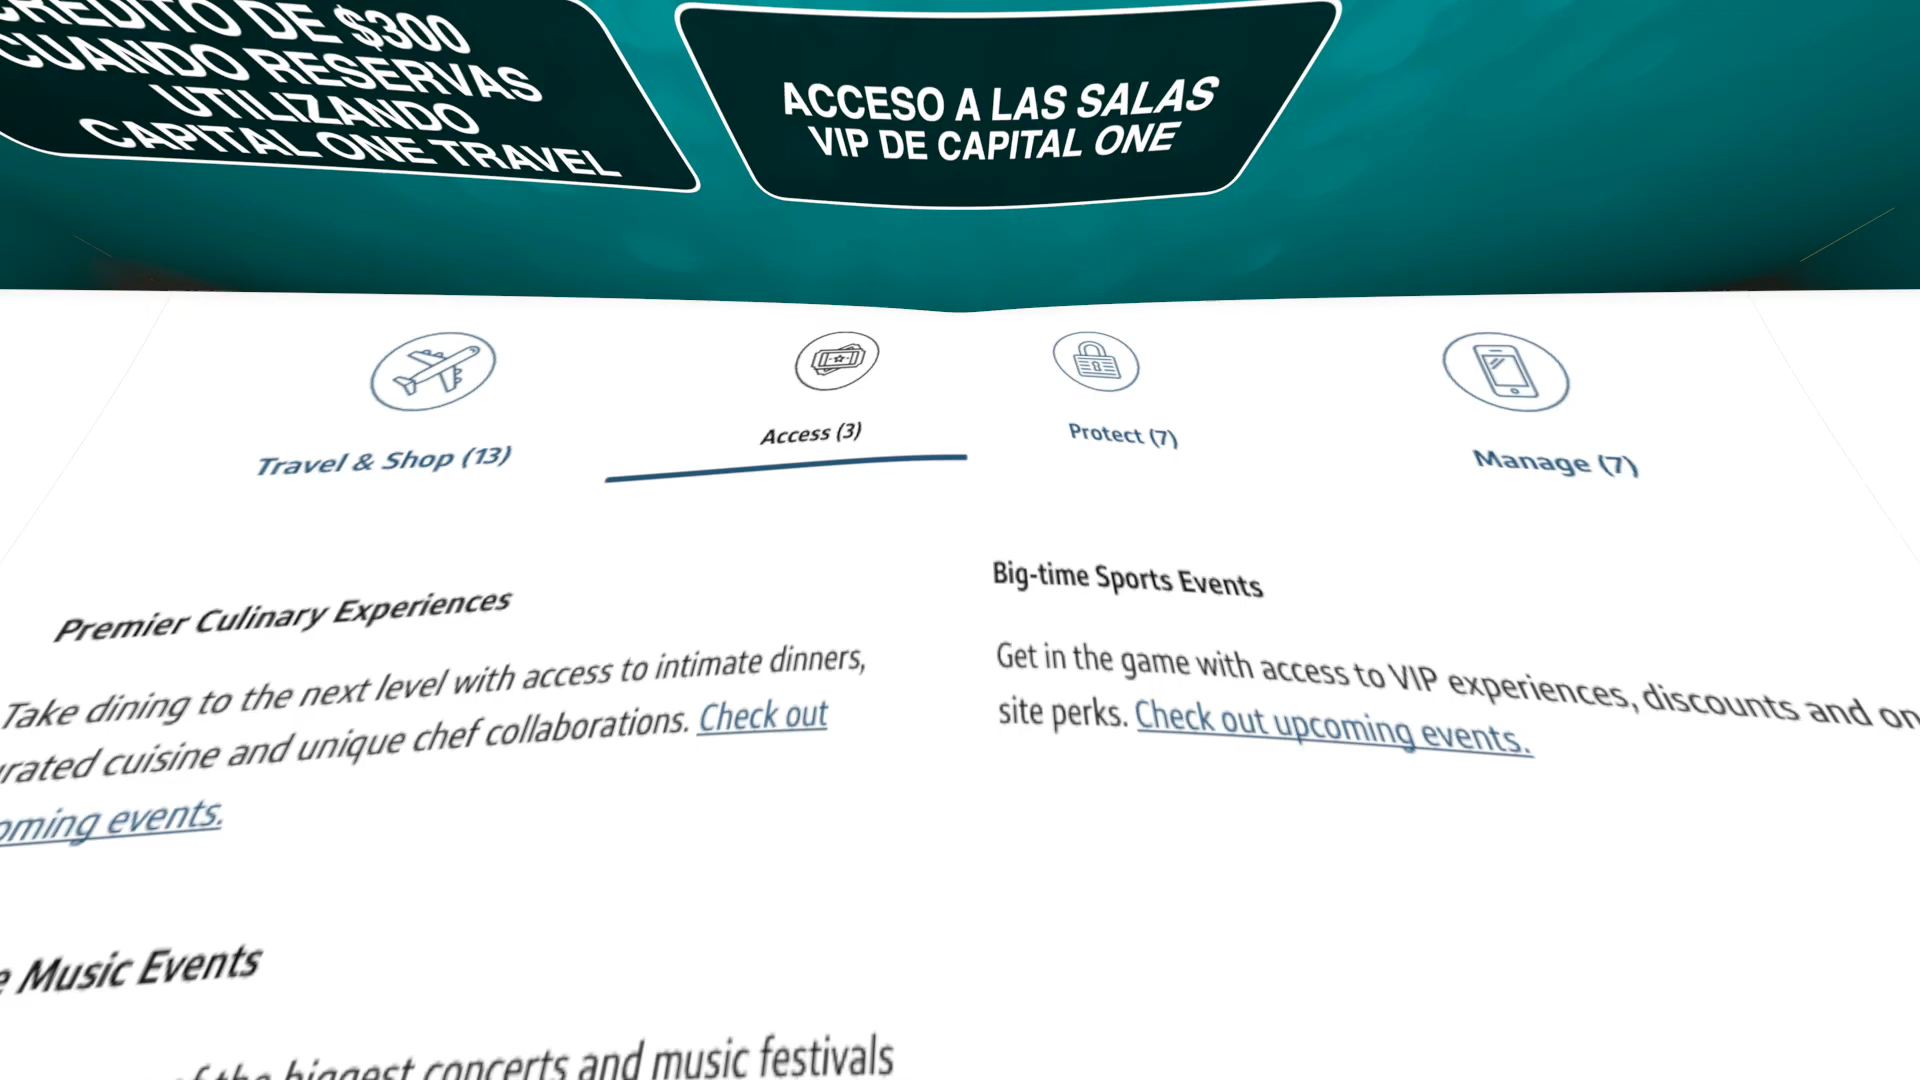 CRÉDITO DE $300
CUANDO RESERVAS
UTILIZANDO
CAPITAL ONE TRAVEL
ACCESO A LAS SALAS
VIP DE CAPITAL ONE
Travel & Shop (13)
Access (3)
Protect (7)
Manage (7)
Premier Culinary Experiences
Take dining to the next level with access to intimate dinners,
cuisine and unique chef collaborations. Check out
events.
Big-time Sports Events
Get in the game with access to VIP experiences, discounts and on
site perks. Check out upcoming events.
Music Events
of the biggest concerts and music festivals